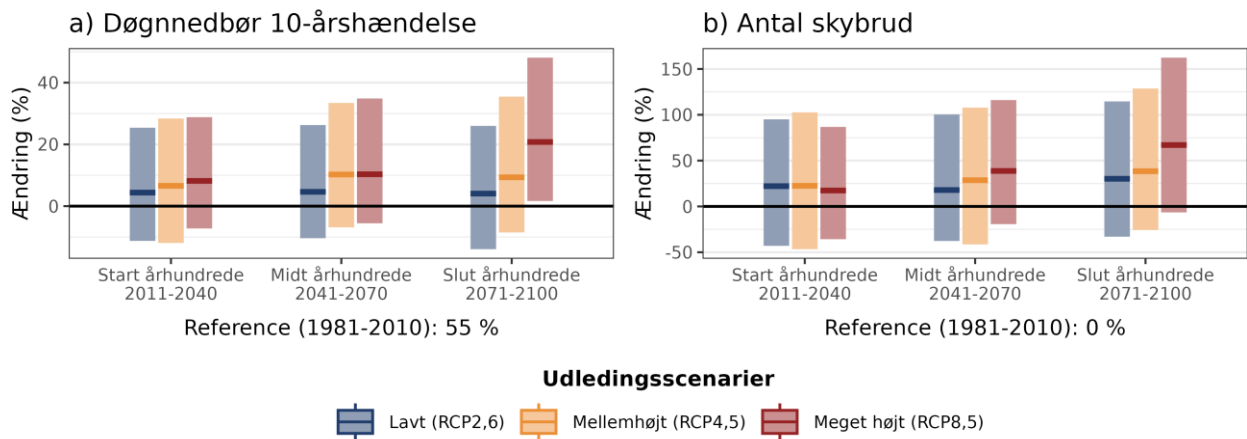 a) Døgnnedbør 10-årshændelse
Ændring (%)
40
20
0
Start århundrede
2011-2040
Midt århundrede
2041-2070
Slut århundrede
2071-2100
Reference (1981-2010): 55 %
b) Antal skybrud
Ændring (%)
150
100
50
0
-50
Start århundrede
2011-2040
Midt århundrede
2041-2070
Slut århundrede
2071-2100
Reference (1981-2010): 0 %
Udledingsscenarier
Lavt (RCP2,6)
Mellemhøjt (RCP4,5)
Meget højt (RCP8,5)